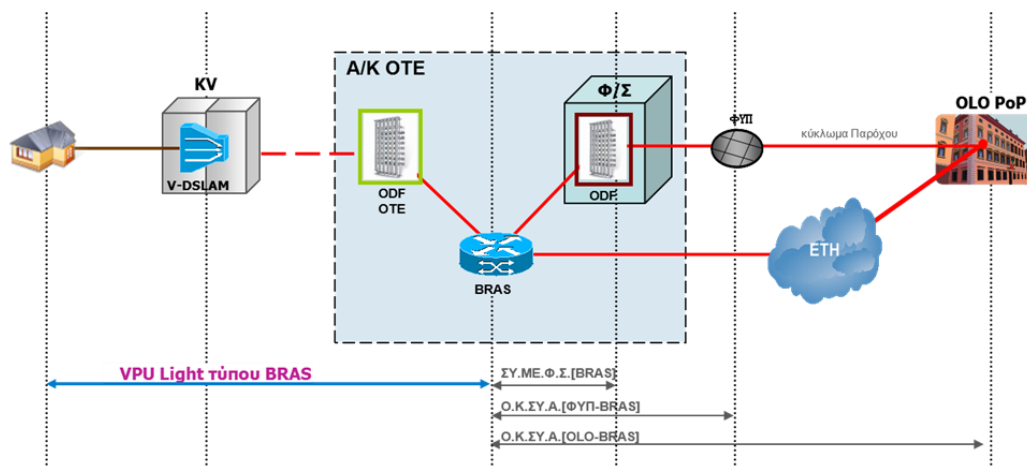 Α/Κ ΟΤΕ
KV
Φ/Σ
ΦΥΠ
OLO PoP
κύκλωμα Παρόχου
V-DSLAM
ODF
OTE
ODF
ETH
BRAS
VPU Light τύπου BRAS
ΣΥ.ΜΕ.Φ.Σ.[BRAS]
Ο.Κ.ΣΥ.Α.[ΦΥΠ-BRAS]
Ο.Κ.ΣΥ.Α.[OLO-BRAS]